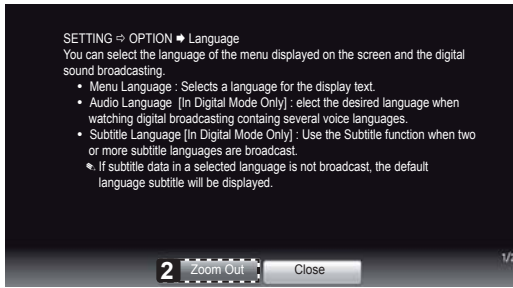 SETTING ⇨ OPTION ➡ Language
You can select the language of the menu displayed on the screen and the digital
sound broadcasting.
• Menu Language : Selects a language for the display text.
• Audio Language [In Digital Mode Only] : elect the desired language when
watching digital broadcasting containg several voice languages.
• Subtitle Language [In Digital Mode Only] : Use the Subtitle function when two
or more subtitle languages are broadcast.
✎ If subtitle data in a selected language is not broadcast, the default
language subtitle will be displayed.
1/2
2 Zoom Out Close